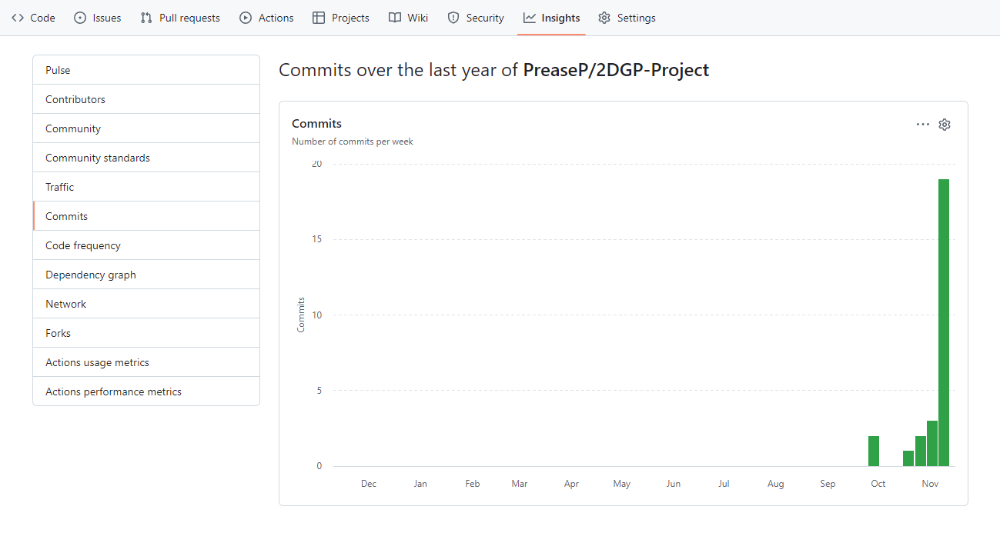 Code Issues Pull requests Actions Projects Wiki Security Insights Settings
Pulse
Contributors
Community
Community standards
Traffic
Commits
Code frequency
Dependency graph
Network
Forks
Actions usage metrics
Actions performance metrics
Commits over the last year of PreaseP/2DGP-Project
Commits
Number of commits per week
20
15
10
5
0
Commits
Dec Jan Feb Mar Apr May Jun Jul Aug Sep Oct Nov